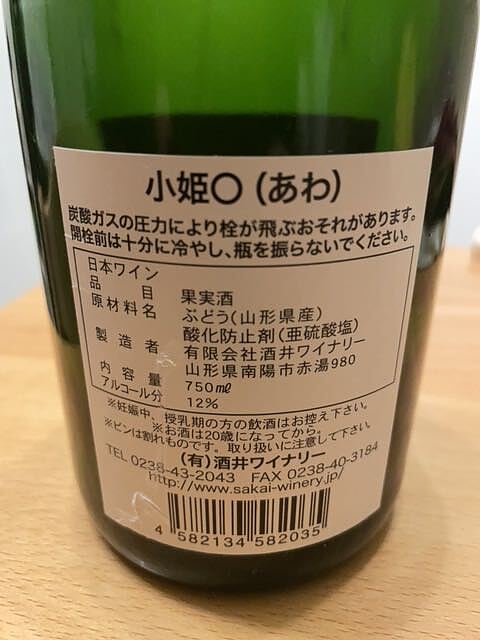 小姫〇(あわ)
炭酸ガスの圧力により栓が飛ぶおそれがあります。
開栓前は十分に冷やし、瓶を振らないでください。
日本ワイン
品目 果実酒
原材料名 ぶどう(山形県産)
酸化防止剤(亜硫酸塩)
製造者 有限会社酒井ワイナリー
山形県南陽市赤湯980
内容量 750㎖
アルコール分 12%
※妊娠中、授乳期の方の飲酒はお控え下さい。
※お酒は20歳になってから。
※ビンは割れものです。取り扱いに注意して下さい。
(有)酒井ワイナリー
TEL 0238-43-2043 FAX 0238-40-3184
http://www.sakai-winery.jp/
4 582134 582035